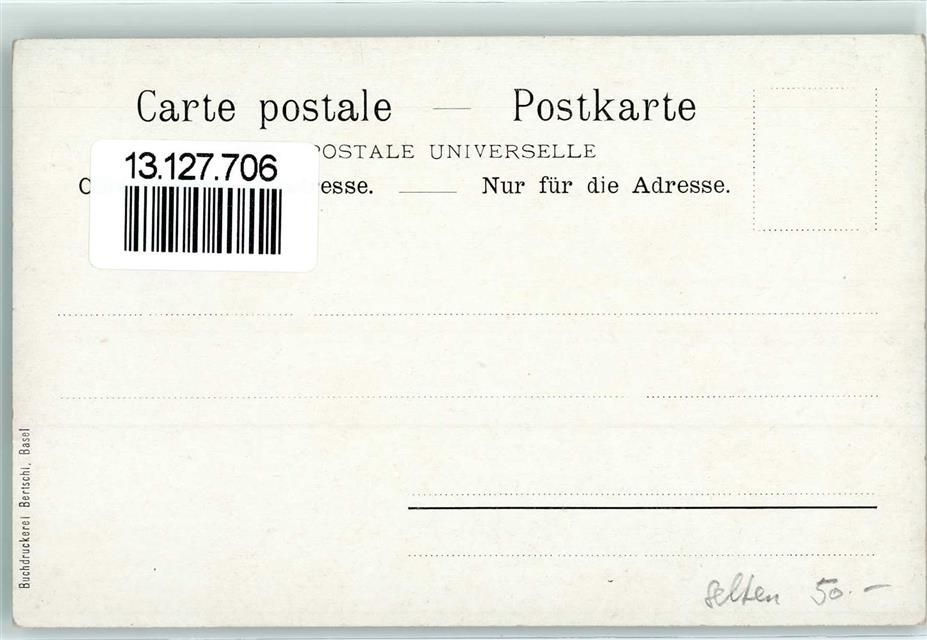 Carte postale — Postkarte
POSTALE UNIVERSELLE
13.127.706
esse. — Nur für die Adresse.
Buchdruckerei Bertschi, Basel
selten 50.-